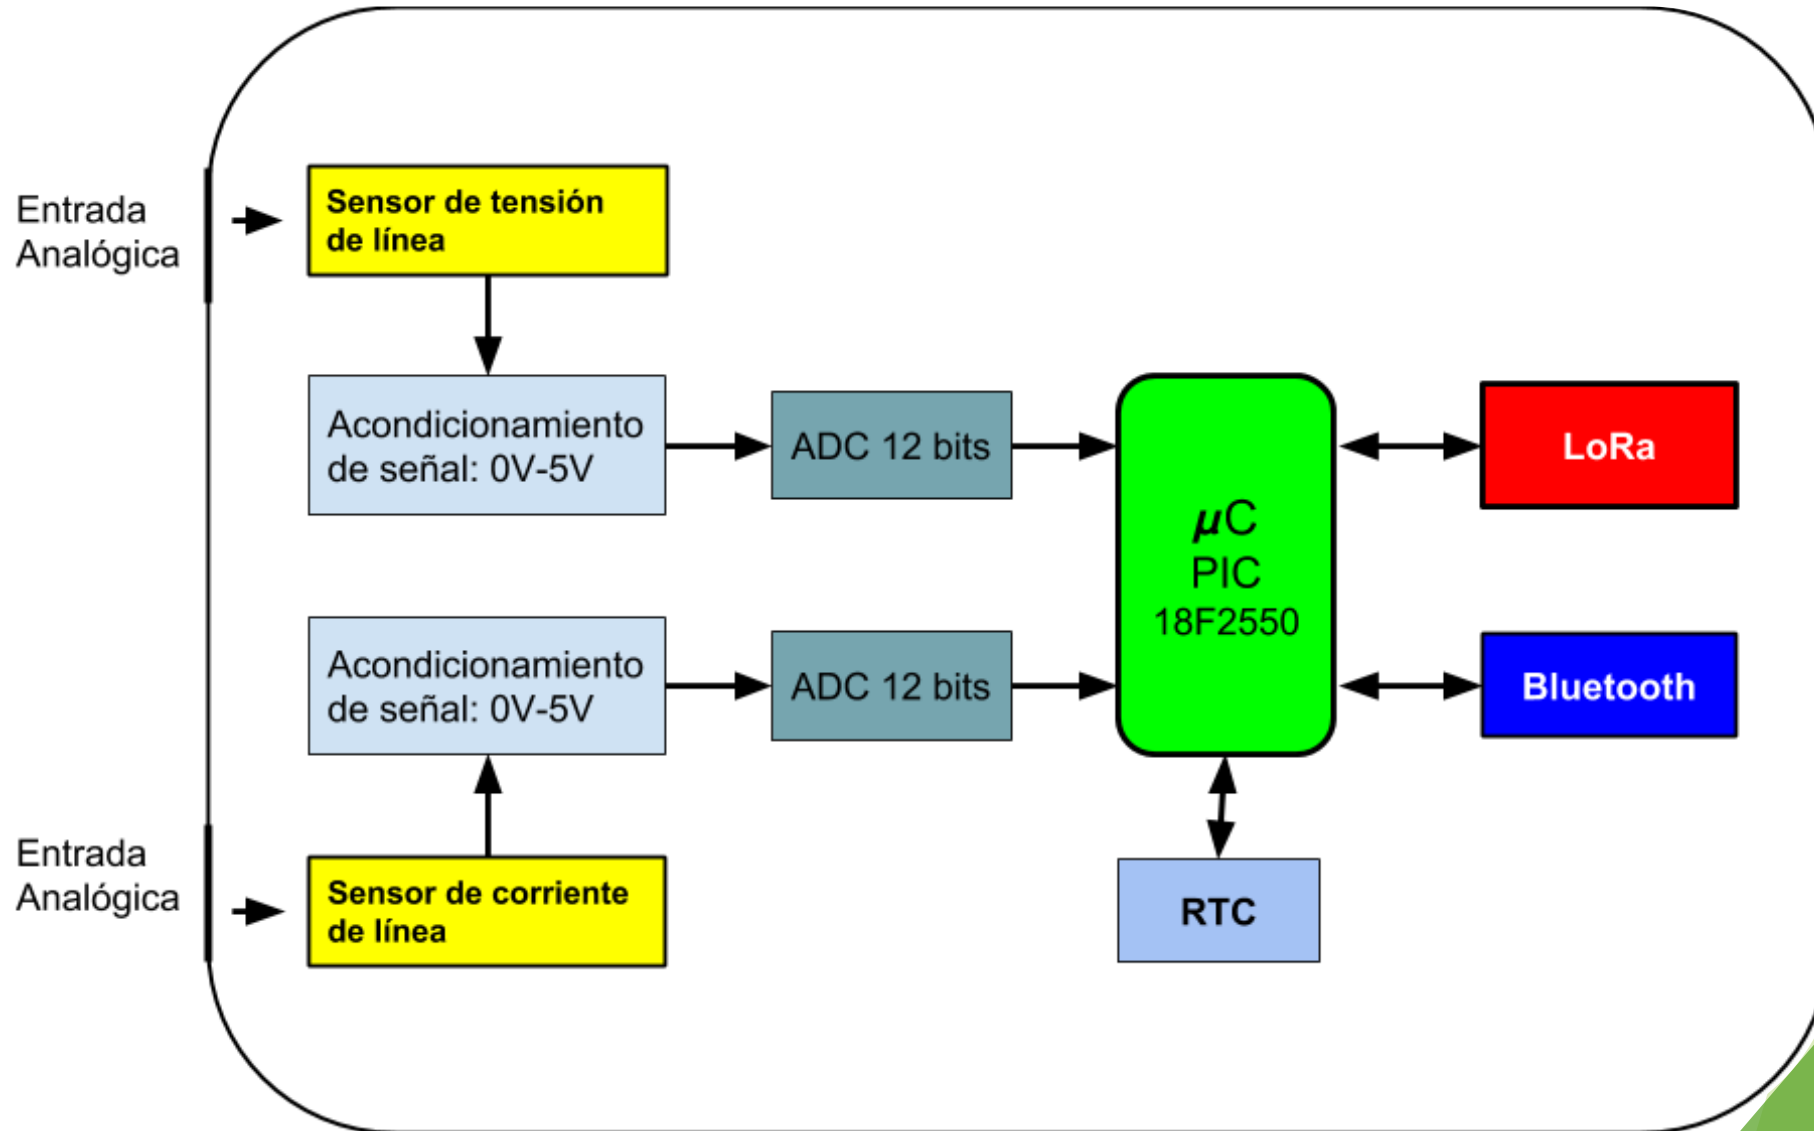 Entrada
Analógica
Sensor de tensión
de línea
Acondicionamiento
de señal: 0V-5V
ADC 12 bits
µC
PIC
18F2550
LoRa
Acondicionamiento
de señal: 0V-5V
ADC 12 bits
Bluetooth
Entrada
Analógica
Sensor de corriente
de línea
RTC